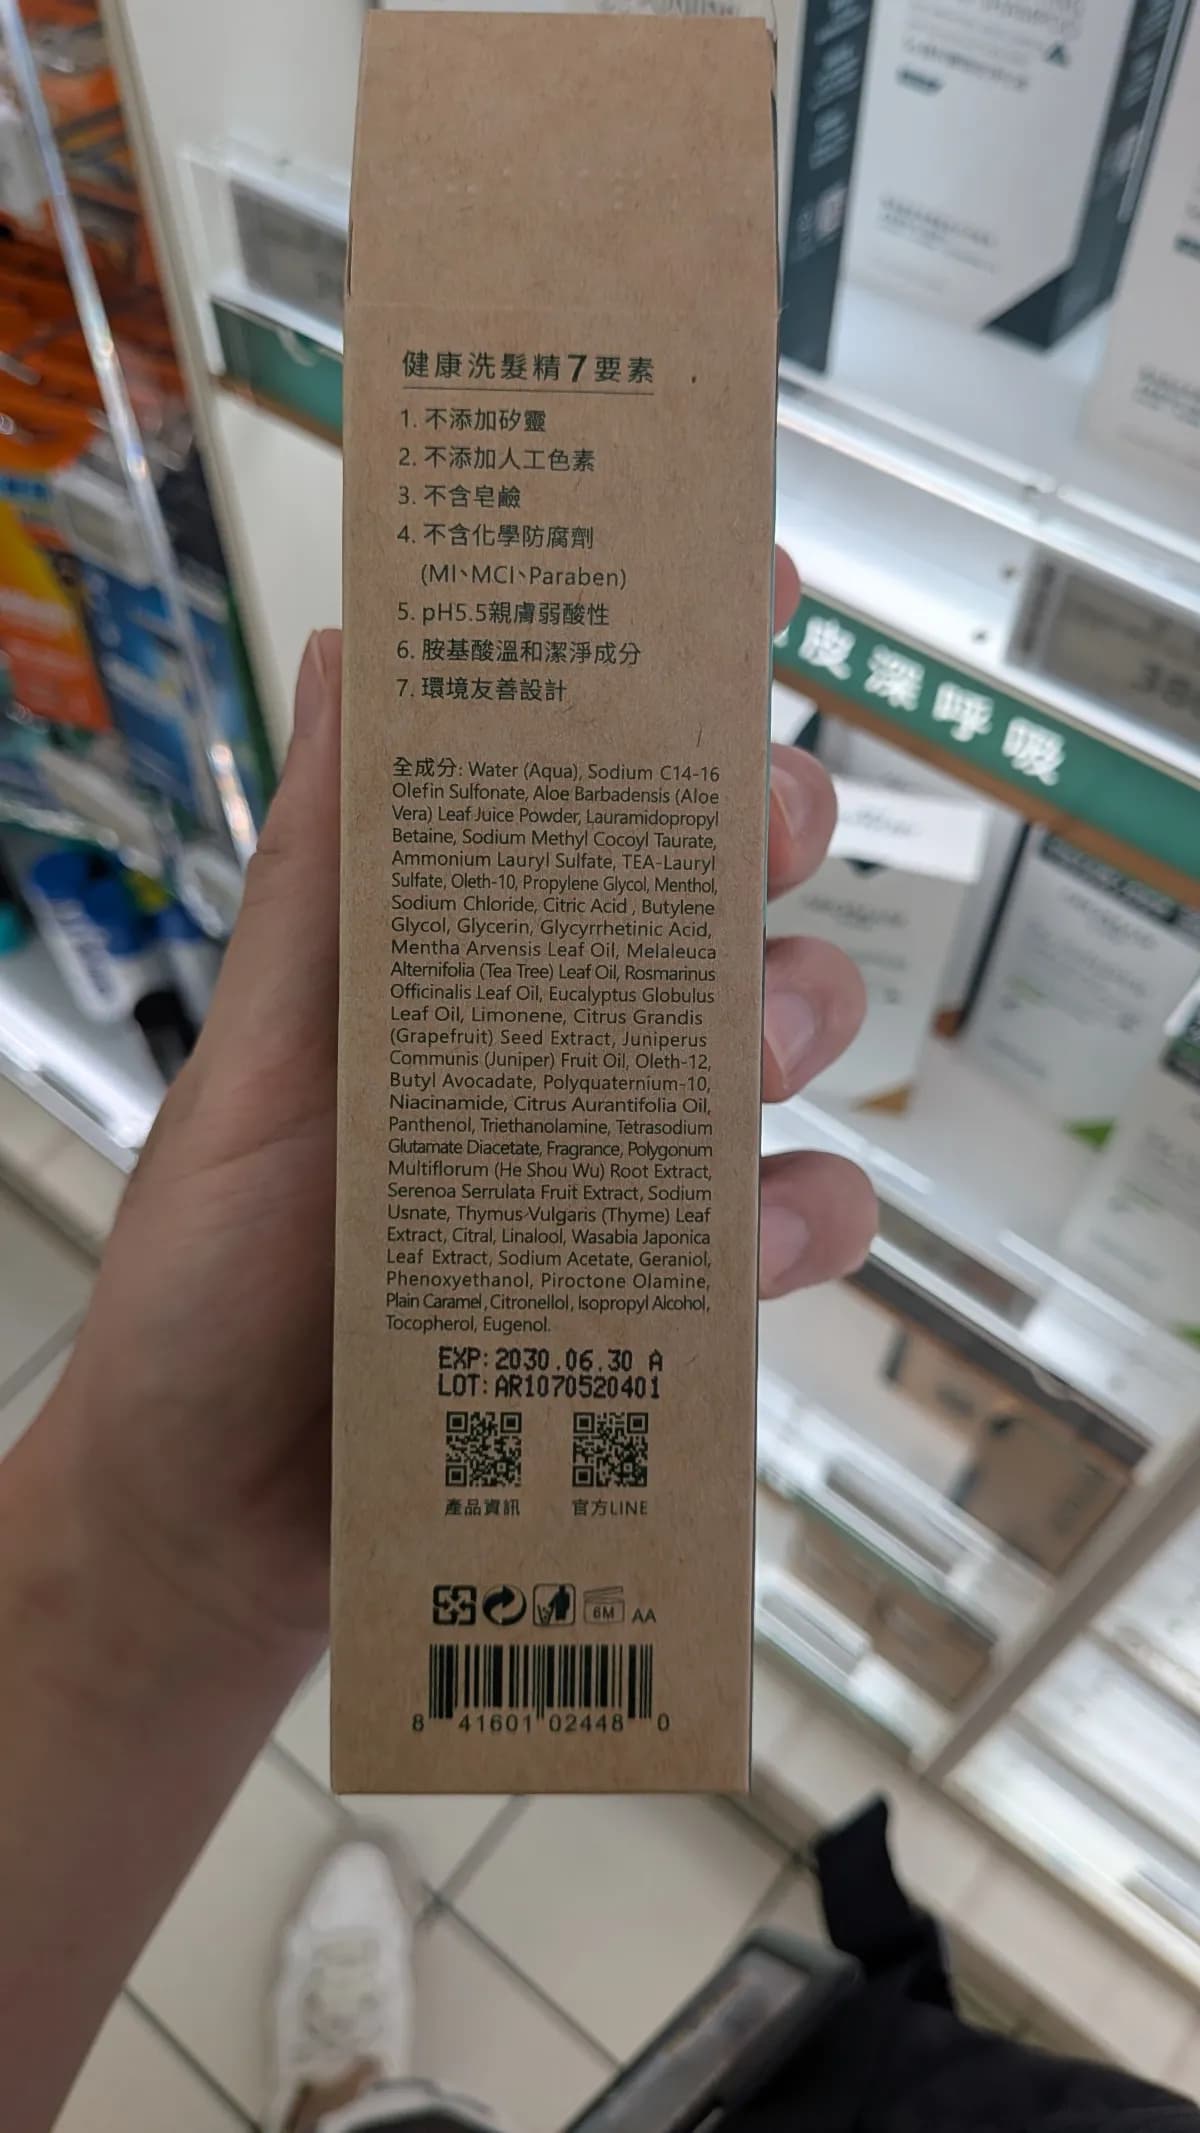 健康洗髮精7要素
1. 不添加矽靈
2. 不添加人工色素
3. 不含皂鹼
4. 不含化學防腐劑
(MI、MCI、Paraben)
5. pH5.5親膚弱酸性
6. 胺基酸溫和潔淨成分
7. 環境友善設計
全成分: Water (Aqua), Sodium C14-16
Olefin Sulfonate, Aloe Barbadensis (Aloe
Vera) Leaf Juice Powder, Lauramidopropyl
Betaine, Sodium Methyl Cocoyl Taurate,
Ammonium Lauryl Sulfate, TEA-Lauryl
Sulfate, Oleth-10, Propylene Glycol, Menthol,
Sodium Chloride, Citric Acid , Butylene
Glycol, Glycerin, Glycyrrhetinic Acid,
Mentha Arvensis Leaf Oil, Melaleuca
Alternifolia (Tea Tree) Leaf Oil, Rosmarinus
Officinalis Leaf Oil, Eucalyptus Globulus
Leaf Oil, Limonene, Citrus Grandis
(Grapefruit) Seed Extract, Juniperus
Communis (Juniper) Fruit Oil, Oleth-12,
Butyl Avocadate, Polyquaternium-10,
Niacinamide, Citrus Aurantifolia Oil,
Panthenol, Triethanolamine, Tetrasodium
Glutamate Diacetate, Fragrance, Polygonum
Multiflorum (He Shou Wu) Root Extract,
Serenoa Serrulata Fruit Extract, Sodium
Usnate, Thymus Vulgaris (Thyme) Leaf
Extract, Citral, Linalool, Wasabia Japonica
Leaf Extract, Sodium Acetate, Geraniol,
Phenoxyethanol, Piroctone Olamine,
Plain Caramel, Citronellol, Isopropyl Alcohol,
Tocopherol, Eugenol.
EXP: 2030.06.30 A
LOT: AR1070520401
產品資訊 官方LINE
6M AA
8 41601 02448 0
皮深呼吸